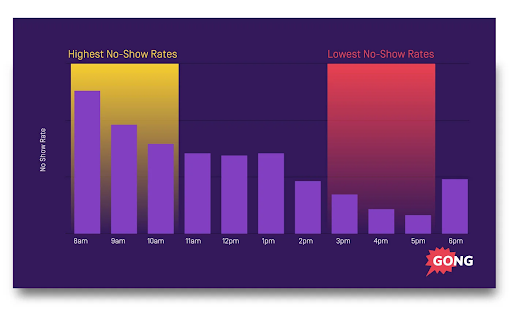 Highest No-Show Rates
Lowest No-Show Rates
No Show Rate
8am 9am 10am 11am 12pm 1pm 2pm 3pm 4pm 5pm 6pm
GONG